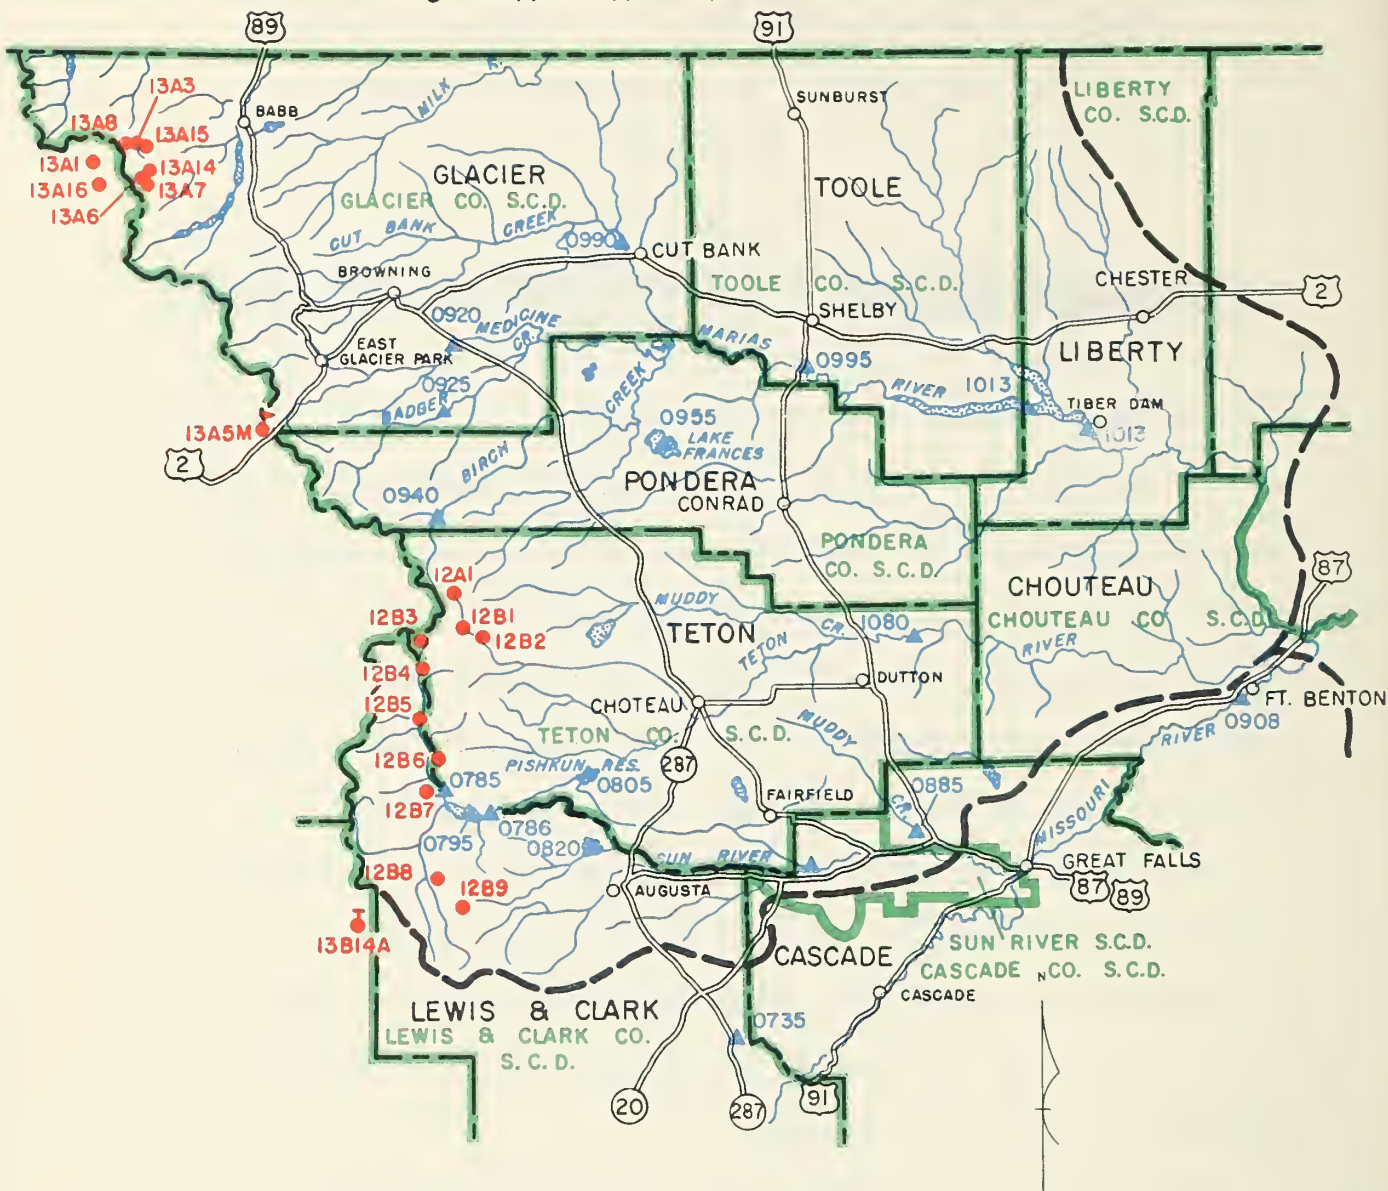 89
91
13A3
BABB
MILK R.
SUNBURST
LIBERTY
CO. S.C.D.
13A8
13A15
13A1
13A14
13A16
13A7
13A6
GLACIER
GLACIER CO. S.C.D.
TOOLE
CUT BANK CREEK
0990
CUT BANK
BROWNING
TOOLE CO. S.C.D.
CHESTER
2
0920
MEDICINE
CR.
MARIAS
SHELBY
EAST
GLACIER PARK
LIBERTY
0995
0925
BADGER
CREEK
RIVER
1013
TIBER DAM
13A5M
0955
LAKE
FRANCES
1013
2
BIRCH
PONDERA
CONRAD
0940
PONDERA
CO. S.C.D.
87
12A1
CHOUTEAU
MUDDY
CHOUTEAU CO S.C.D.
12B3
12B1
12B2
TETON
CR.
1080
TETON
RIVER
12B4
DUTTON
CHOTEAU
FT. BENTON
12B5
MUDDY
0908
TETON CO. S.C.D.
RIVER
12B6
PISHKUN RES.
287
0785
0805
12B7
FAIRFIELD
CR.
0885
MISSOURI
0786
0795
0820
SUN RIVER
GREAT FALLS
12B8
AUGUSTA
87
89
12B9
13B14A
SUN RIVER S.C.D.
CASCADE
CASCADE CO. S.C.D.
N
CASCADE
LEWIS & CLARK
0735
LEWIS & CLARK CO.
S.C.D.
20
287
91